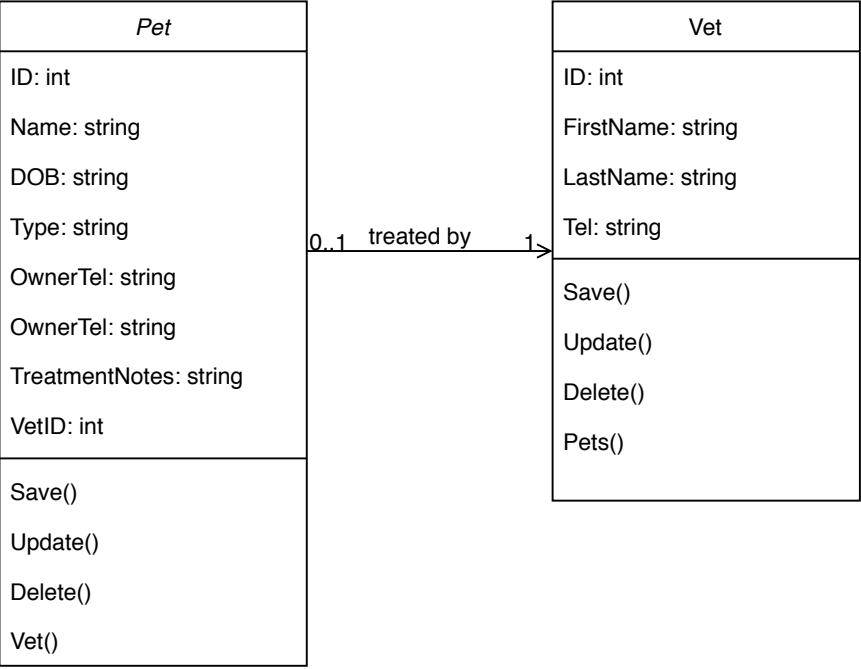 Pet
ID: int
Name: string
DOB: string
Type: string
OwnerTel: string
OwnerTel: string
TreatmentNotes: string
VetID: int
Save()
Update()
Delete()
Vet()
0..1 treated by 1
Vet
ID: int
FirstName: string
LastName: string
Tel: string
Save()
Update()
Delete()
Pets()